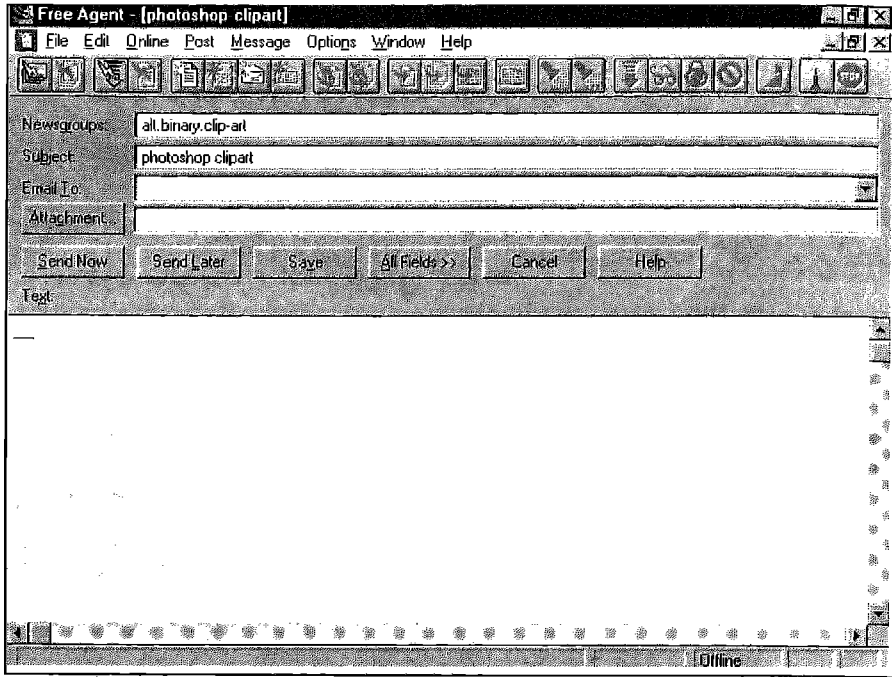 Free Agent - [photoshop clipart]
File Edit Online Post Message Options Window Help
Newsgroups: alt.binary.clip-art
Subject: photoshop clipart
Email To:
Attachment...
Send Now Send Later Save All Fields >> Cancel Help
Text:
Offline